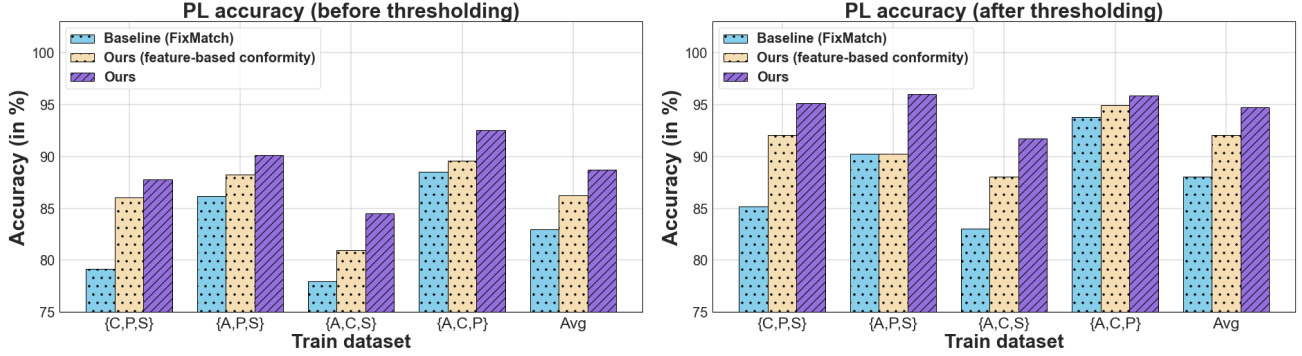 PL accuracy (before thresholding)
Baseline (FixMatch)
Ours (feature-based conformity)
Ours
Accuracy (in %)
100
95
90
85
80
75
{C,P,S}
{A,P,S}
{A,C,S}
{A,C,P}
Avg
Train dataset
PL accuracy (after thresholding)
Baseline (FixMatch)
Ours (feature-based conformity)
Ours
Accuracy (in %)
100
95
90
85
80
75
{C,P,S}
{A,P,S}
{A,C,S}
{A,C,P}
Avg
Train dataset